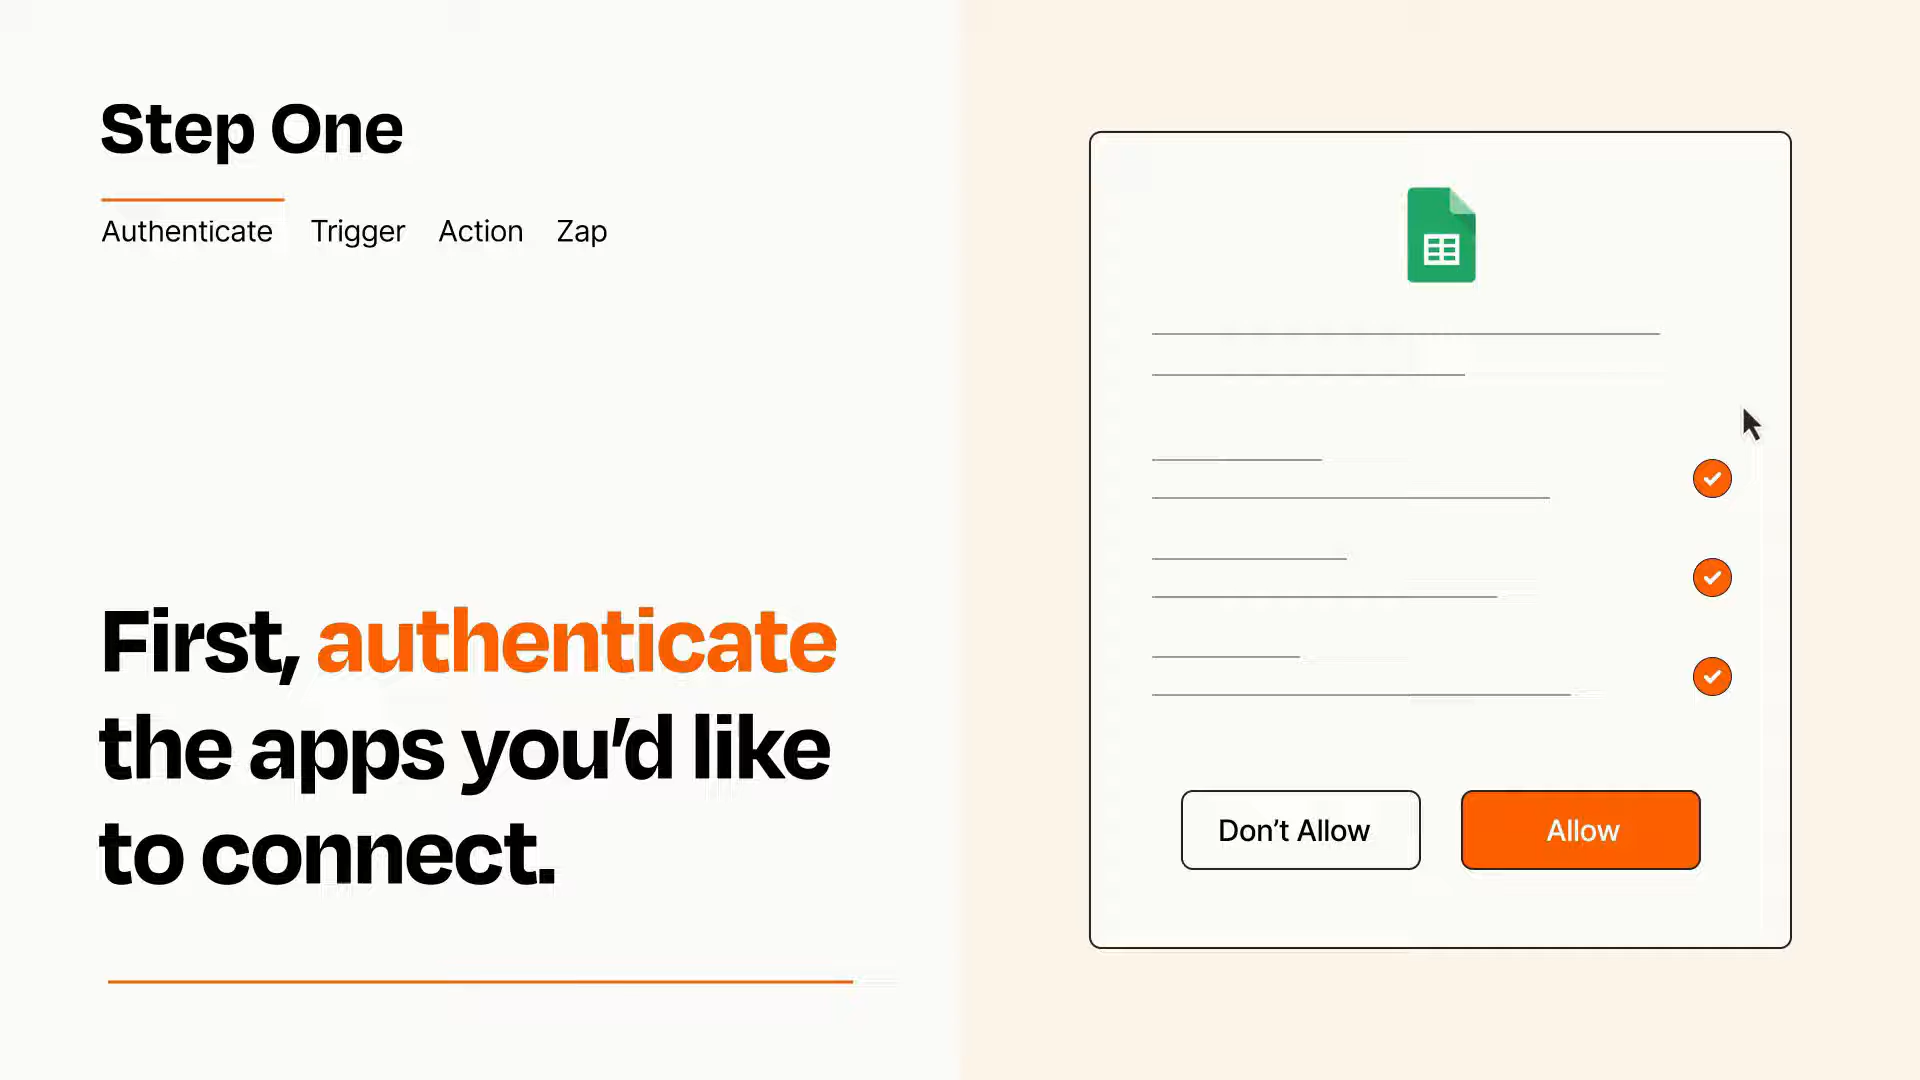 Step One
Authenticate Trigger Action Zap
First, authenticate
the apps you’d like
to connect.
Don’t Allow
Allow